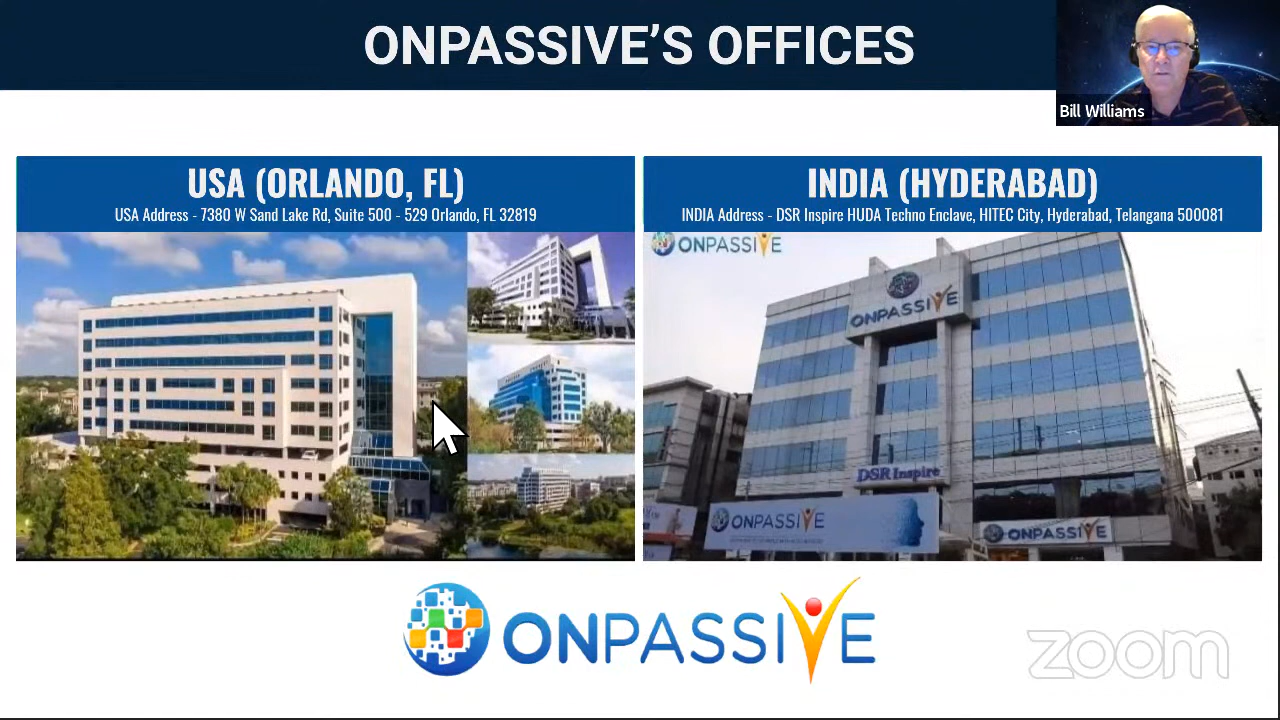 ONPASSIVE’S OFFICES
Bill Williams
USA (ORLANDO, FL)
USA Address - 7380 W Sand Lake Rd, Suite 500 - 529 Orlando, FL 32819
INDIA (HYDERABAD)
INDIA Address - DSR Inspire HUDA Techno Enclave, HITEC City, Hyderabad, Telangana 500081
ONPASSIVE
ONPASSIVE
DSR Inspire
ONPASSIVE
ONPASSIVE
ONPASSIVE
zoom